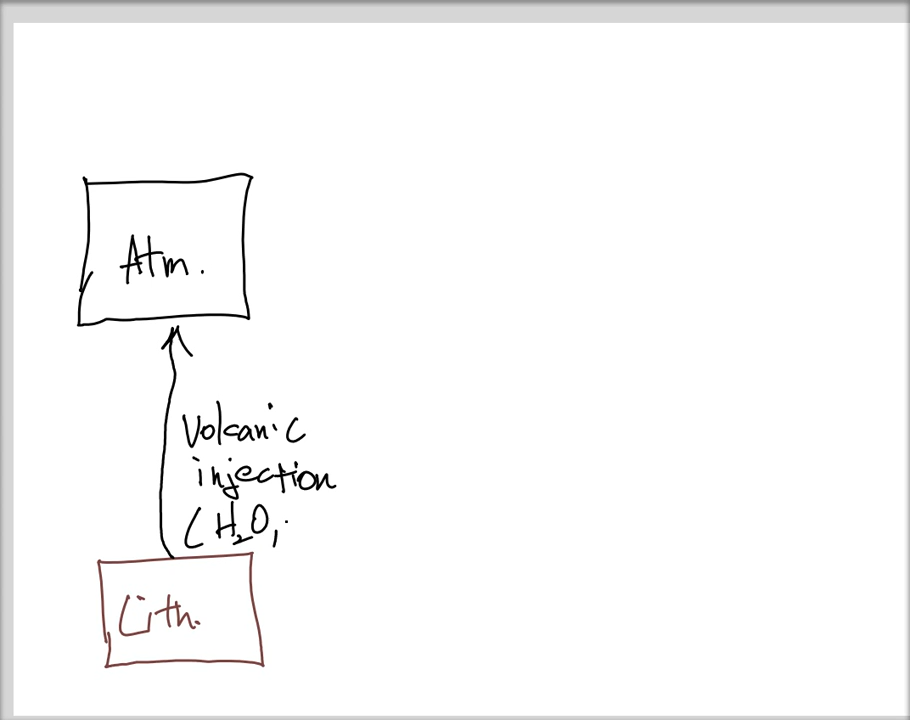 Atm.
Volcanic
injection
(H₂O,
Lith.